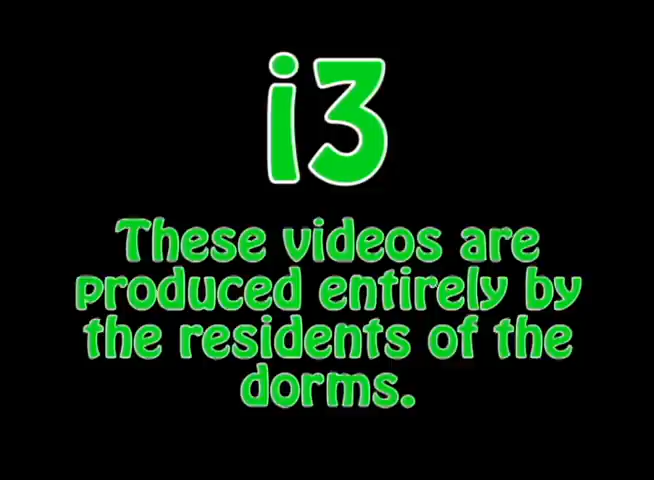 i3
These videos are
produced entirely by
the residents of the
dorms.